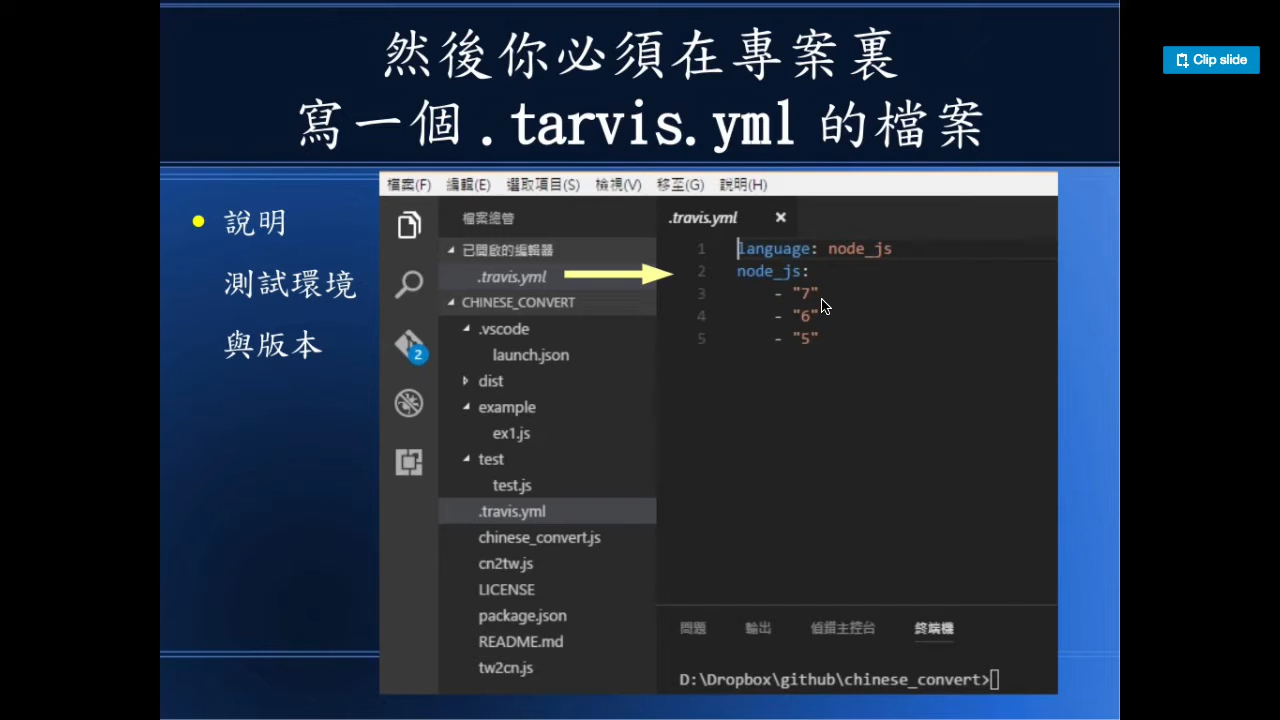 然後你必須在專案裏
寫一個.tarvis.yml 的檔案
Clip slide
說明
測試環境
與版本
檔案(F) 編輯(E) 選取項目(S) 檢視(V) 移至(G) 說明(H)
檔案總管
已開啟的編輯器
.travis.yml
CHINESE_CONVERT
.vscode
launch.json
dist
example
ex1.js
test
test.js
.travis.yml
chinese_convert.js
cn2tw.js
LICENSE
package.json
README.md
tw2cn.js
2
.travis.yml ×
1 language: node_js
2 node_js:
3 - "7"
4 - "6"
5 - "5"
問題 輸出 偵錯主控台 終端機
D:\Dropbox\github\chinese_convert>